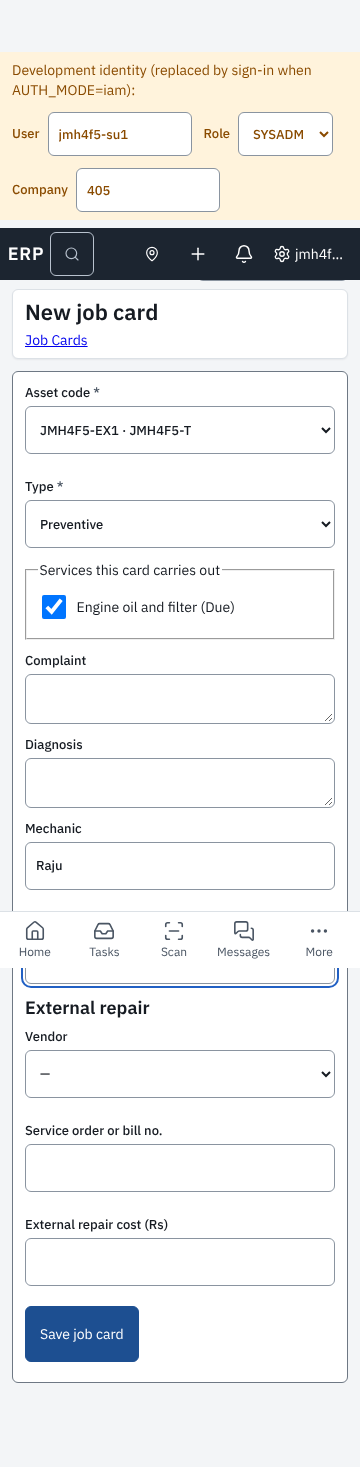 Development identity (replaced by sign-in when
AUTH_MODE=iam):
User jmh4f5-su1 Role SYSADM
Company 405
ERP jmh4f...
New job card
Job Cards
Asset code *
JMH4F5-EX1 · JMH4F5-T
Type *
Preventive
Services this card carries out
Engine oil and filter (Due)
Complaint
Diagnosis
Mechanic
Raju
Home Tasks Scan Messages More
External repair
Vendor
—
Service order or bill no.
External repair cost (Rs)
Save job card